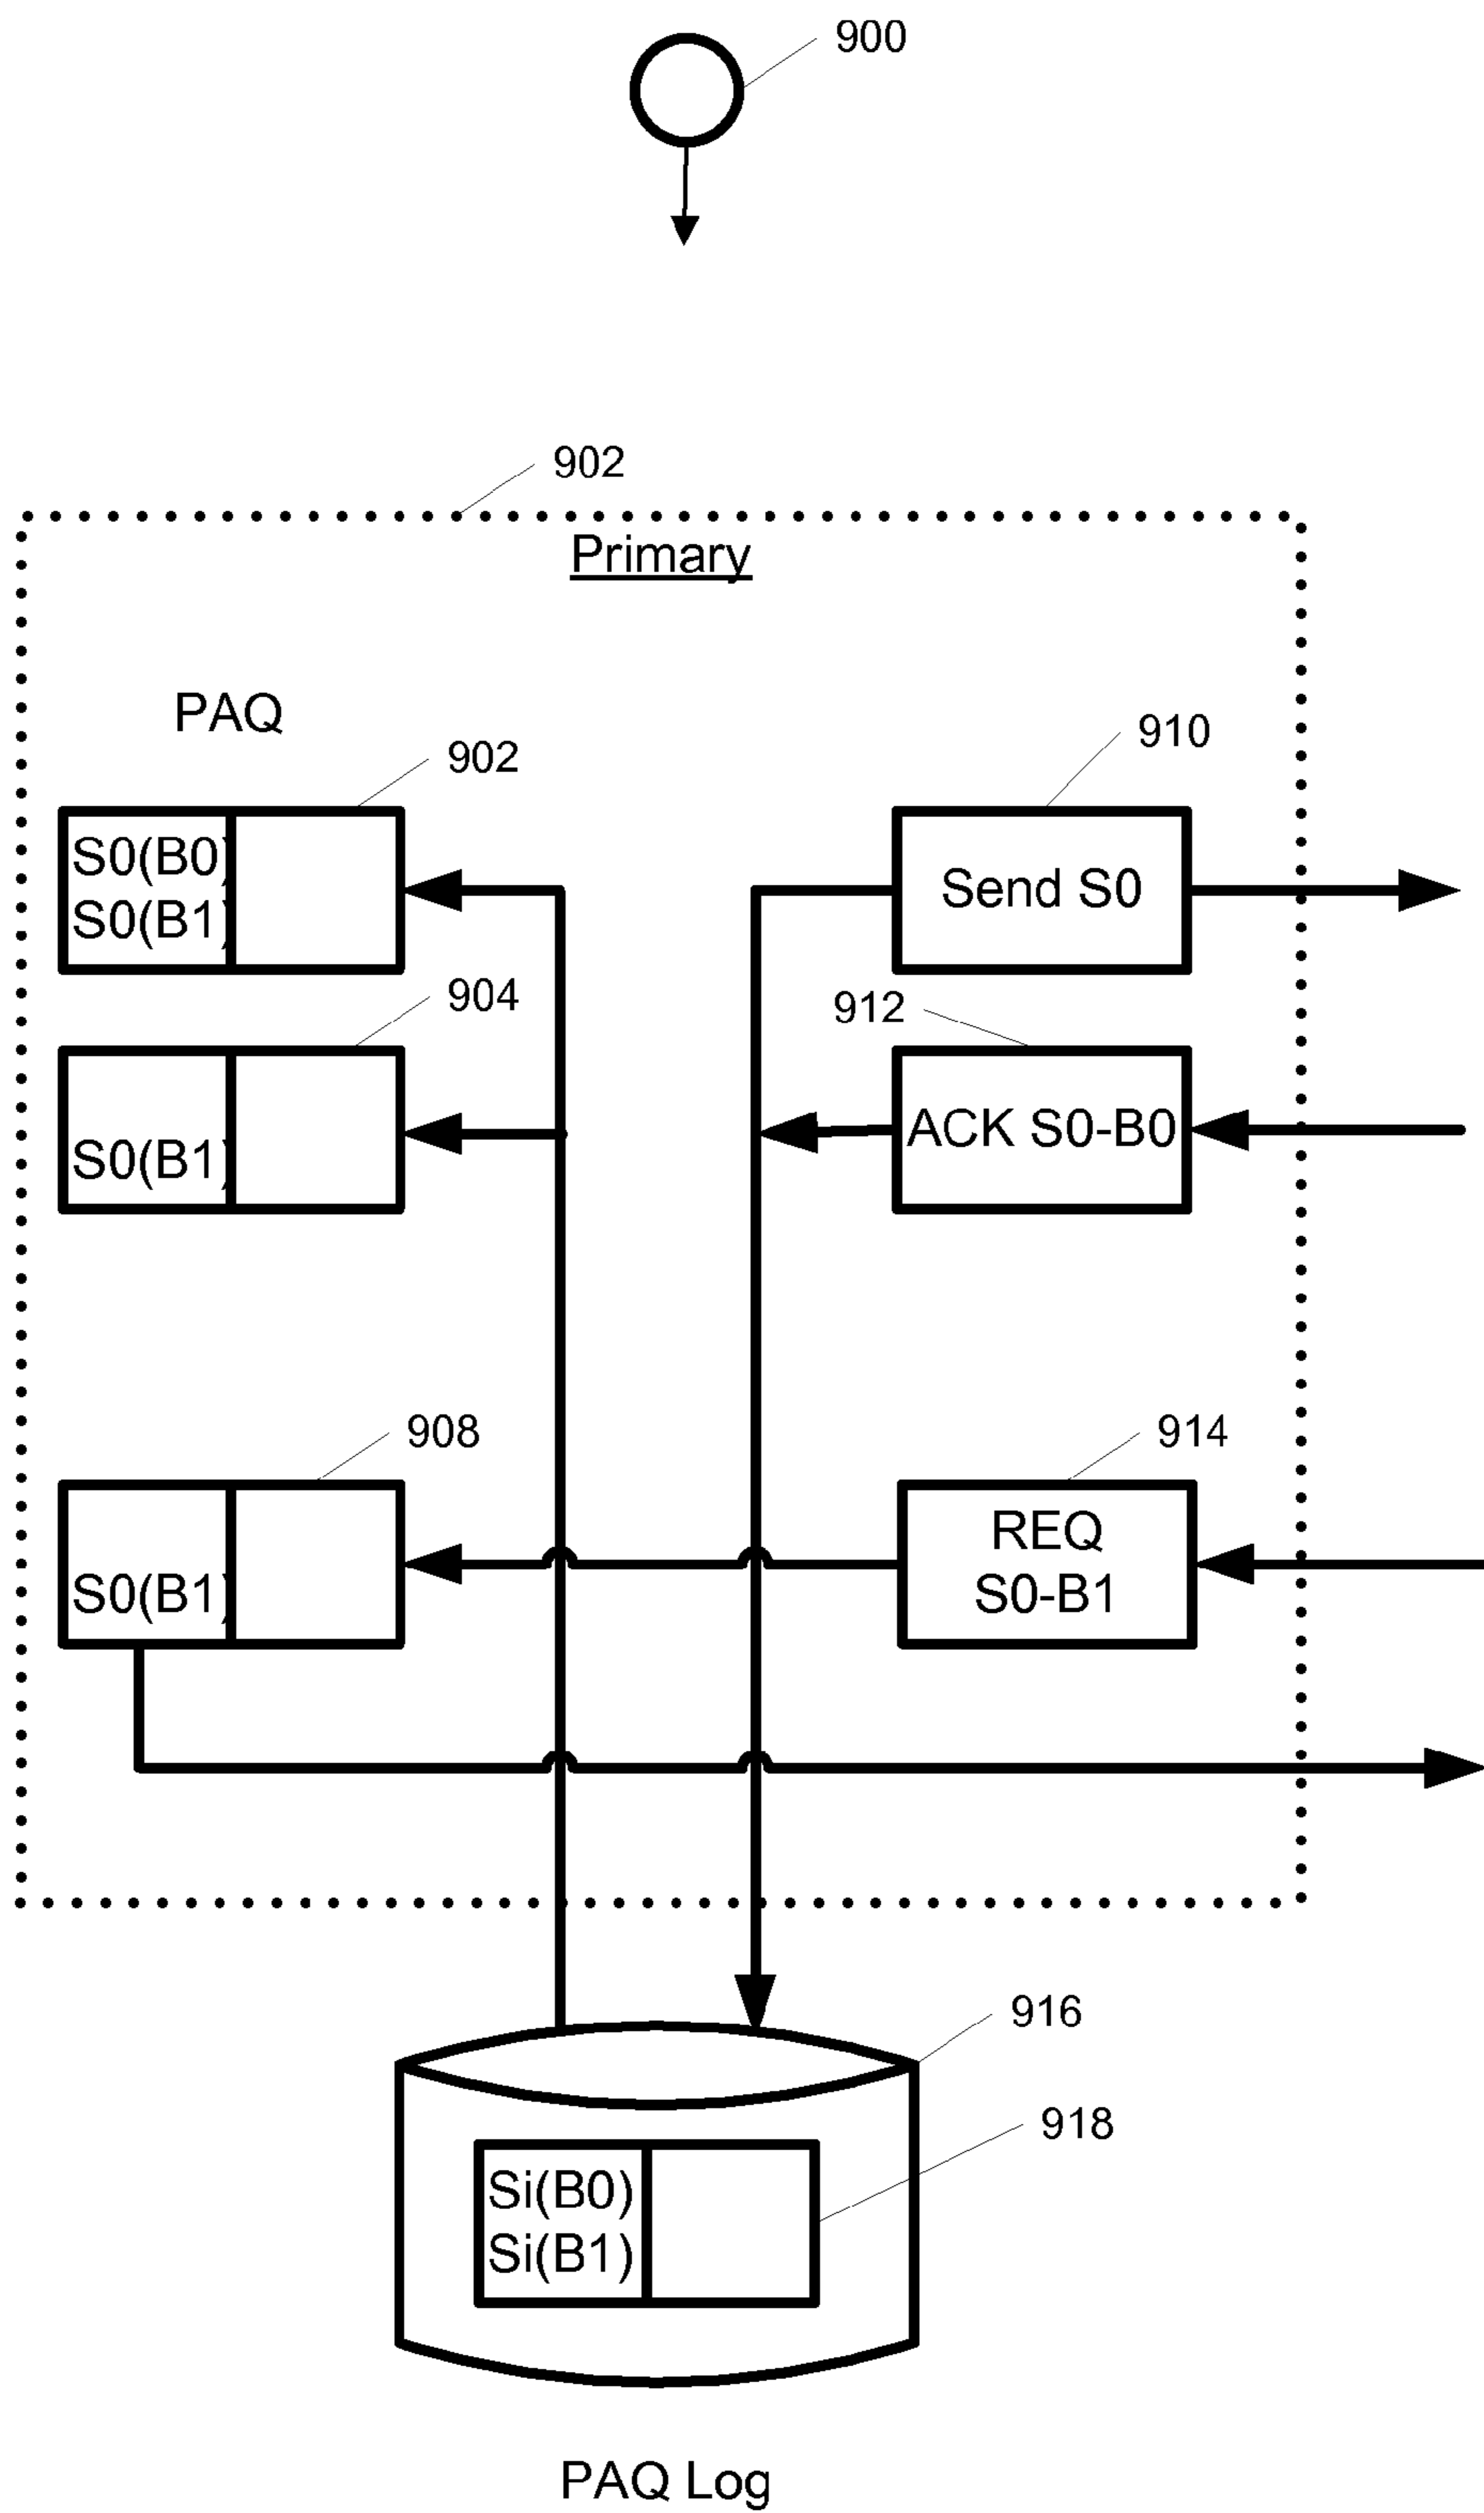 900
902
Primary
PAQ
902
910
S0(B0)
S0(B1)
Send S0
904
912
S0(B1)
ACK S0-B0
908
914
S0(B1)
REQ
S0-B1
916
918
Si(B0)
Si(B1)
PAQ Log